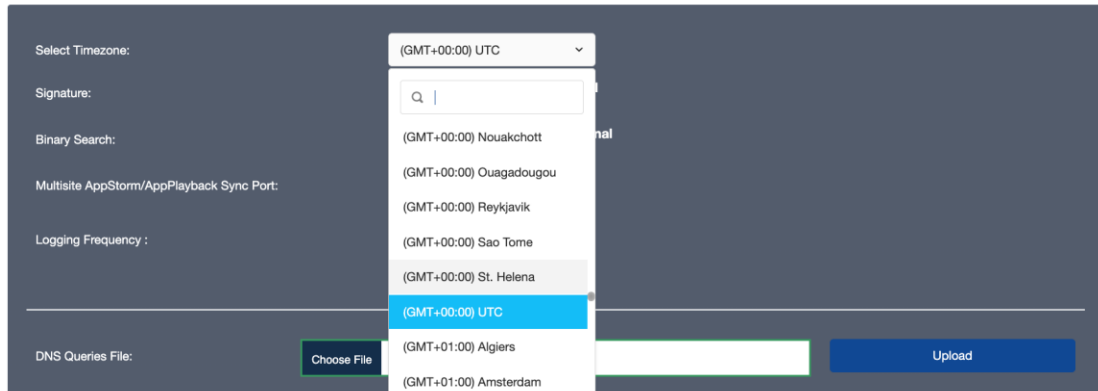 Select Timezone:
(GMT+00:00) UTC
Signature:
Binary Search:
nal
(GMT+00:00) Nouakchott
(GMT+00:00) Ouagadougou
Multisite AppStorm/AppPlayback Sync Port:
(GMT+00:00) Reykjavik
Logging Frequency :
(GMT+00:00) Sao Tome
(GMT+00:00) St. Helena
(GMT+00:00) UTC
(GMT+01:00) Algiers
DNS Queries File:
Choose File
Upload
(GMT+01:00) Amsterdam